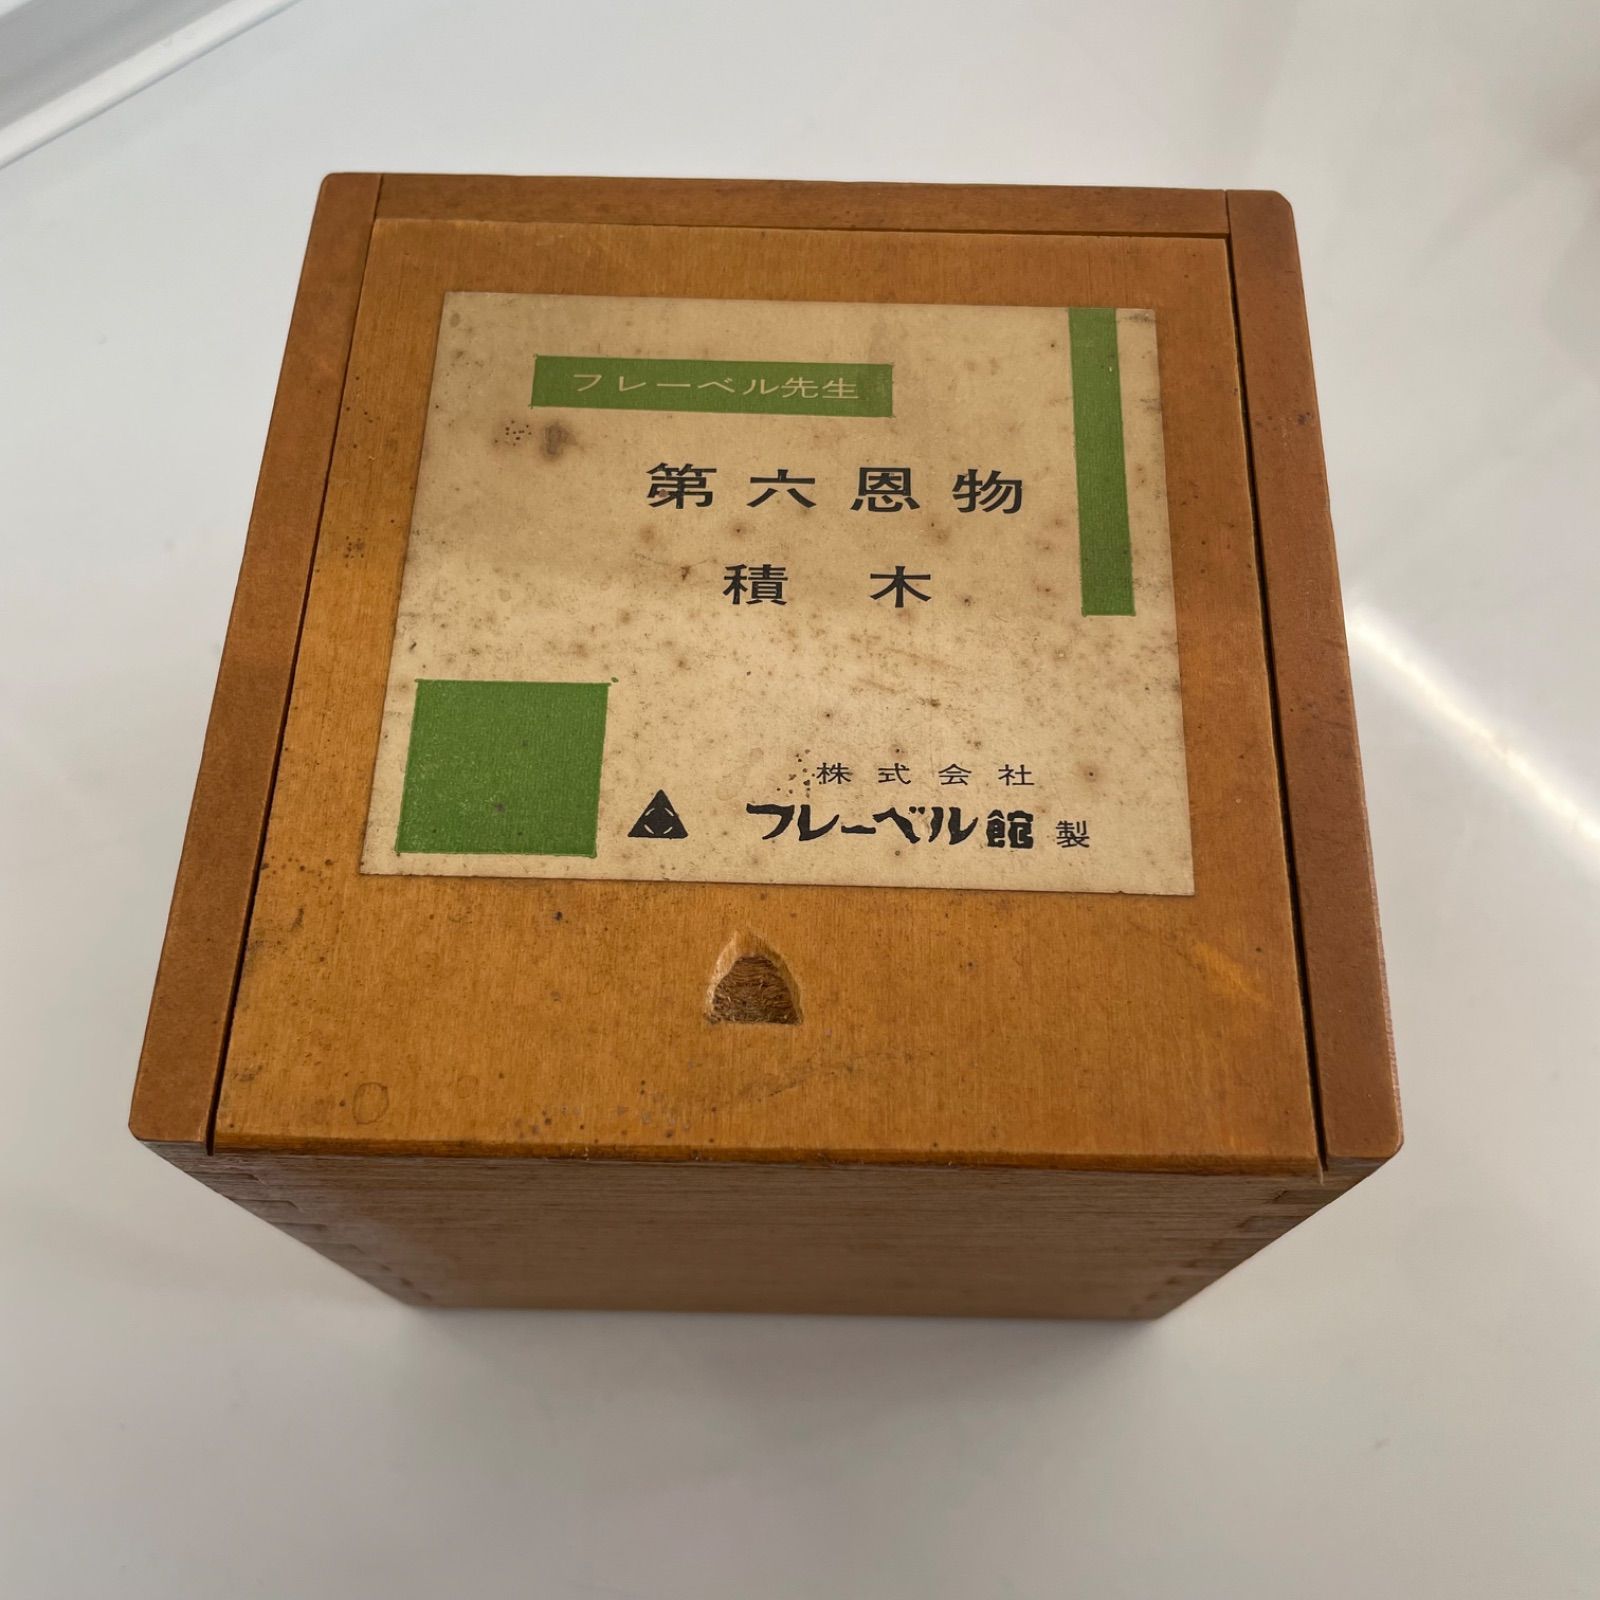 フレーベル先生
第六恩物
積木
株式会社
フレーベル館 製